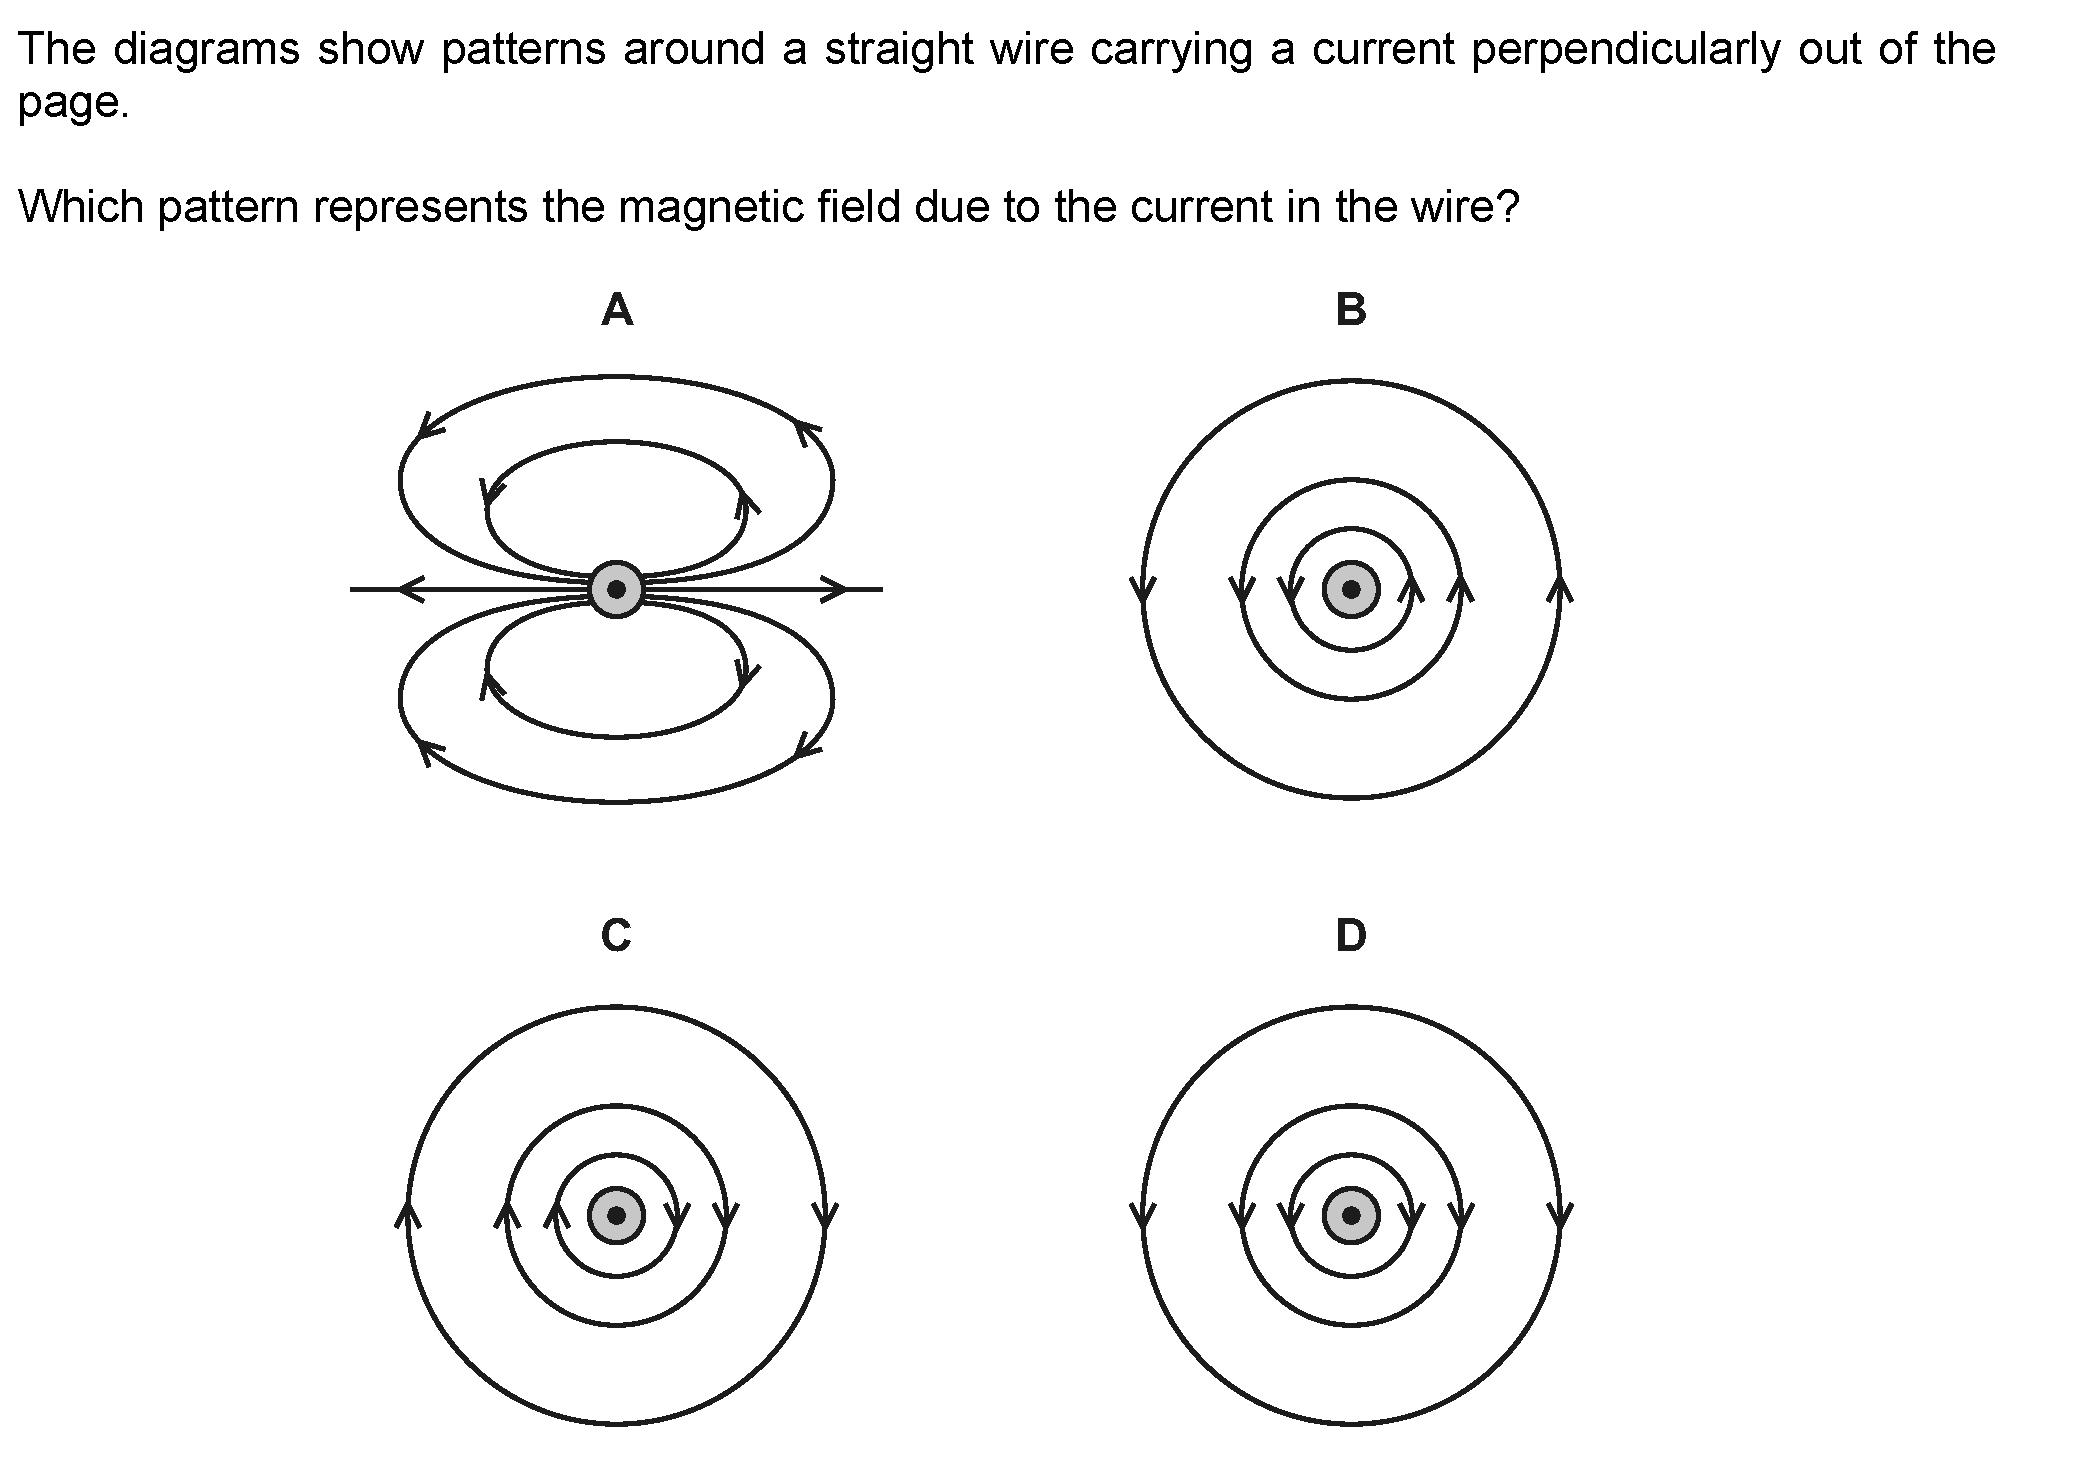 The diagrams show patterns around a straight wire carrying a current perpendicularly out of the
page.
Which pattern represents the magnetic field due to the current in the wire?
A
B
C
D